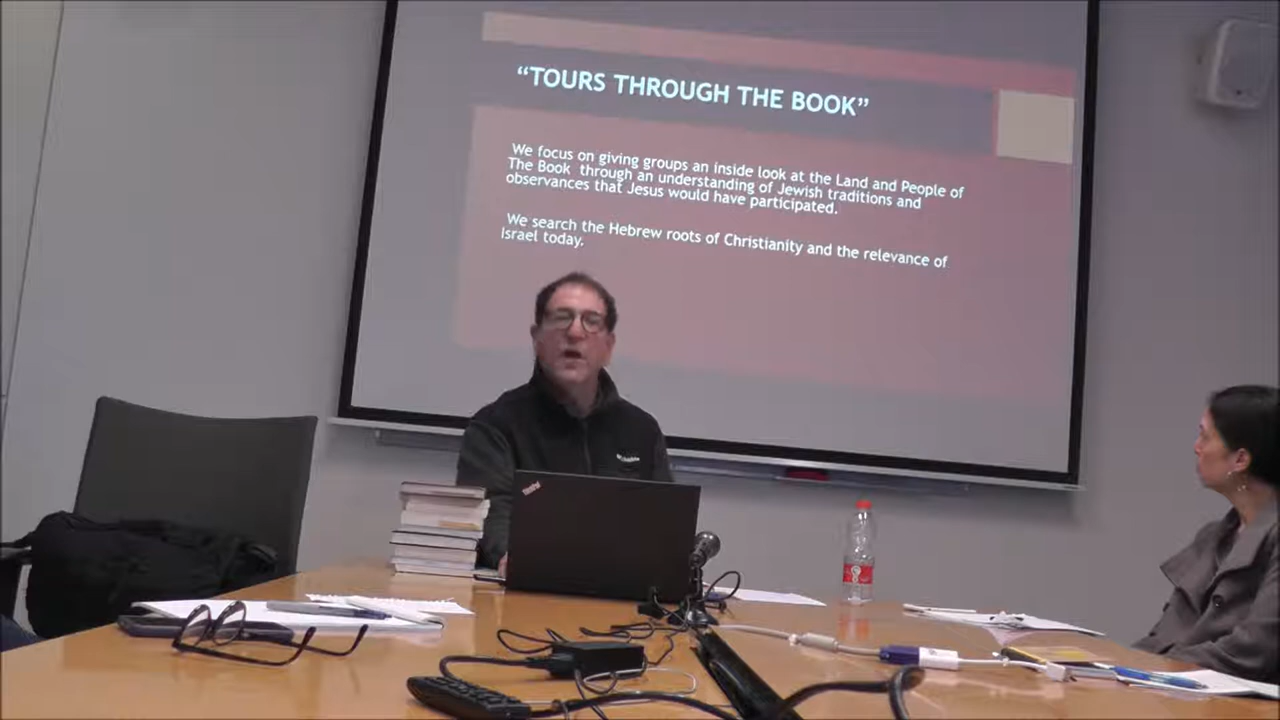 “TOURS THROUGH THE BOOK”
We focus on giving groups an inside look at the Land and People of
The Book through an understanding of Jewish traditions and
observances that Jesus would have participated.
We search the Hebrew roots of Christianity and the relevance of
Israel today.
ThinkPad